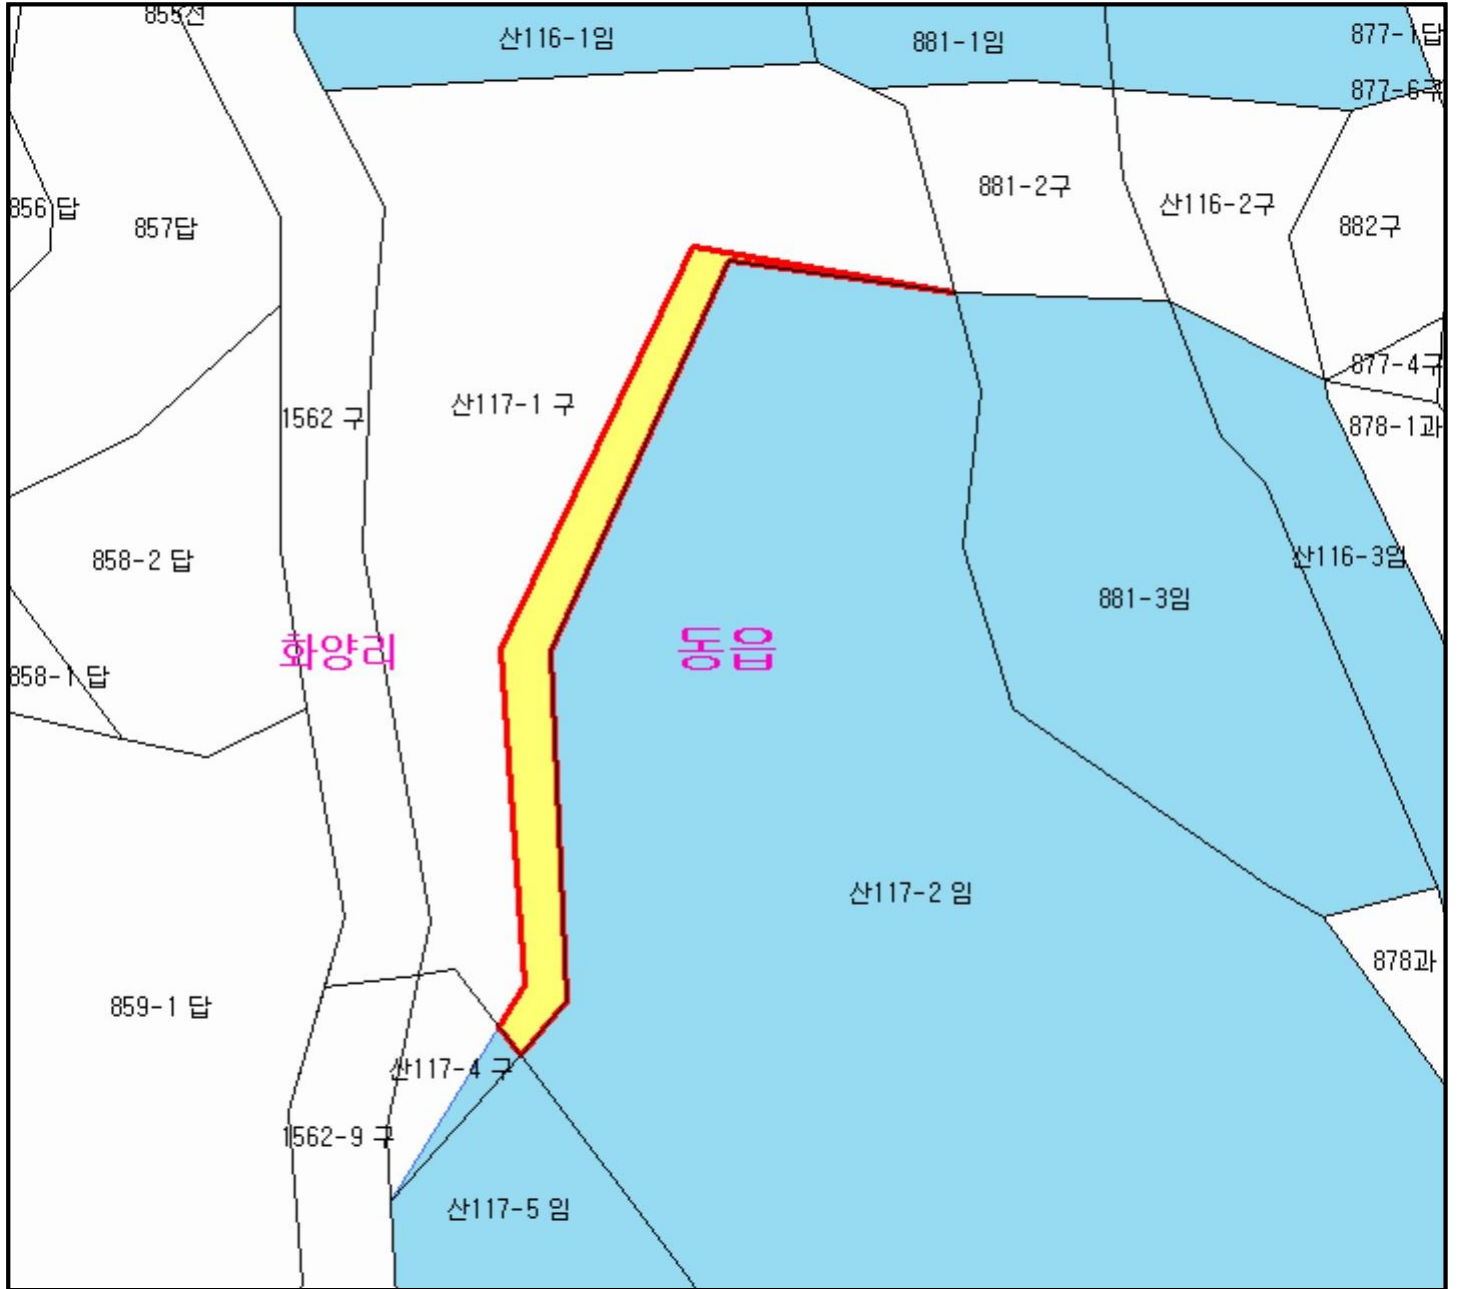 855전
산116-1임
881-1임
877-1답
877-6구
881-2구
산116-2구
856 답
857답
882구
877-4구
산117-1 구
1562 구
878-1과
858-2 답
산116-3임
881-3임
화양리
동읍
858-1 답
산117-2 임
878과
859-1 답
산117-4 구
1562-9 구
산117-5 임